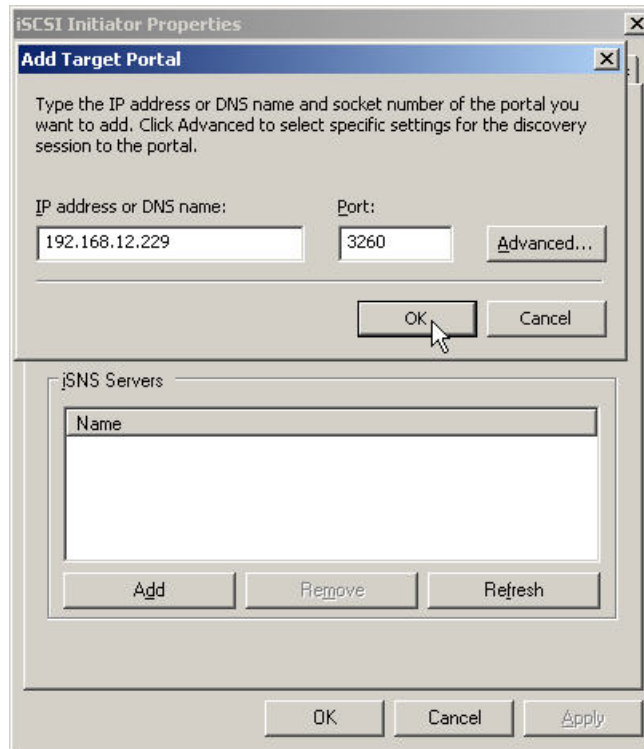 iSCSI Initiator Properties
Add Target Portal
Type the IP address or DNS name and socket number of the portal you
want to add. Click Advanced to select specific settings for the discovery
session to the portal.
IP address or DNS name:
Port:
192.168.12.229
3260
Advanced...
OK
Cancel
iSNS Servers
Name
Add
Remove
Refresh
OK
Cancel
Apply